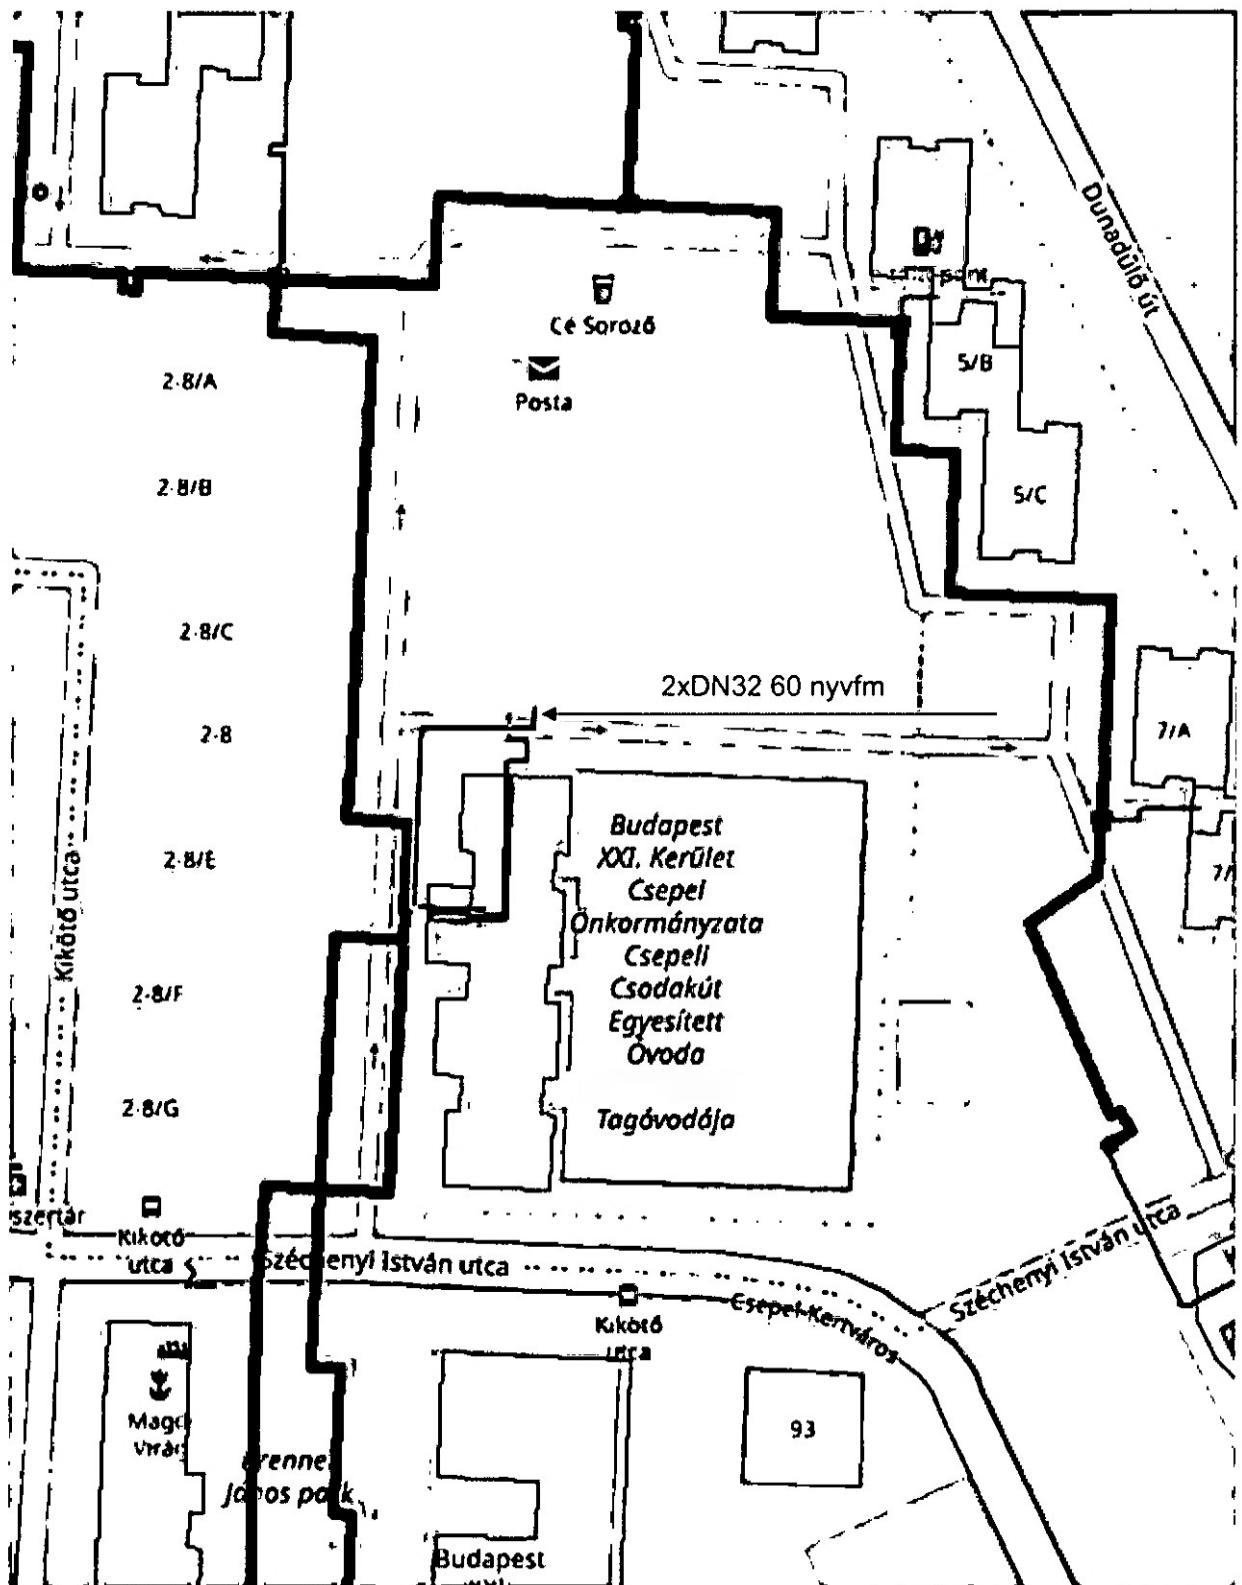 Dunadűlő út
Cé Söröző
Posta
5/B
5/C
2-8/A
2-8/B
2-8/C
2-8
2-8/E
2-8/F
2-8/G
2xDN32 60 nyvfm
7/A
Kikötő utca
Budapest
XXI. Kerület
Csepel
Önkormányzata
Csepeli
Csodakút
Egyesített
Óvoda
Tagóvodája
Kikötő
utca
Széchenyi István utca
Széchenyi István utca
Csepel-Kertváros
Kikötő
utca
93
János park
Budapest